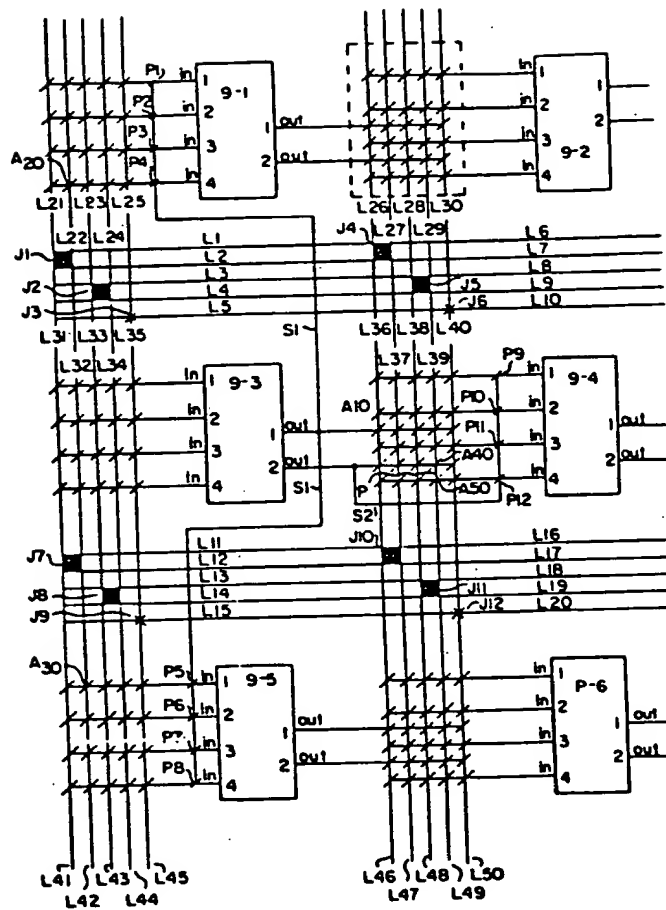 P1 in 1 9-1
P2 in 2 out 1
P3 in 3 out 2
P4 in 4
A20
In 1
in 2
in 3 9-2
in 4
1
2
L21 L23 L25
L22 L24
L26 L28 L30
L27 L29
J1 L1 J4 L6
L2 L7
L3 L8
J2 L4 J5 L9
J3 L5 J6 L10
L31 L33 L35 S1 L36 L38 L40
L32 L34 L37 L39
In 1 9-3
in 2 out 1
in 3 out 2
in 4
S1
P9 in 1 9-4
A10 P10 in 2 out 1
P11 in 3 out 2
A40
P A50 P12 in 4
S2
J7 L11 J10 L16
L12 L17
L13 L18
J8 L14 J11 L19
J9 L15 J12 L20
A30
P5 in 1 9-5
P6 in 2 out 1
P7 in 3 out 2
P8 in 4
in 1 P-6
in 2 out 1
in 3 out 2
in 4
L41 L43 L45
L42 L44
L46 L48 L50
L47 L49